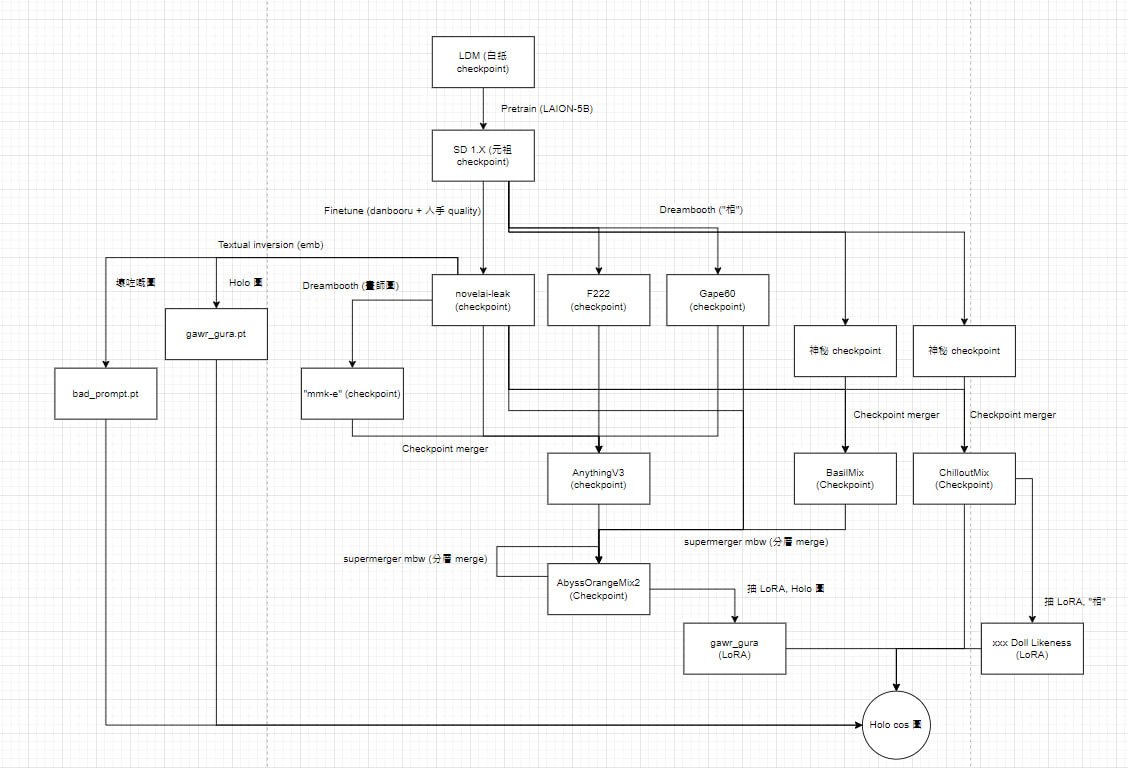 LDM (白紙
checkpoint)
Pretrain (LAION-5B)
SD 1.X (元祖
checkpoint)
Finetune (danbooru + 人手 quality)
Dreambooth ("相")
Textual inversion (emb)
壞咗嘅圖
Holo 圖
Dreambooth (畫師圖)
novelai-leak
(checkpoint)
F222
(checkpoint)
Gape60
(checkpoint)
gawr_gura.pt
神秘 checkpoint
神秘 checkpoint
bad_prompt.pt
"mmk-e" (checkpoint)
Checkpoint merger
Checkpoint merger
Checkpoint merger
AnythingV3
(checkpoint)
BasilMix
(Checkpoint)
ChilloutMix
(Checkpoint)
supermerger mbw (分層 merge)
supermerger mbw (分層 merge)
AbyssOrangeMix2
(Checkpoint)
抽 LoRA, Holo 圖
抽 LoRA, "相"
gawr_gura
(LoRA)
xxx Doll Likeness
(LoRA)
Holo cos 圖